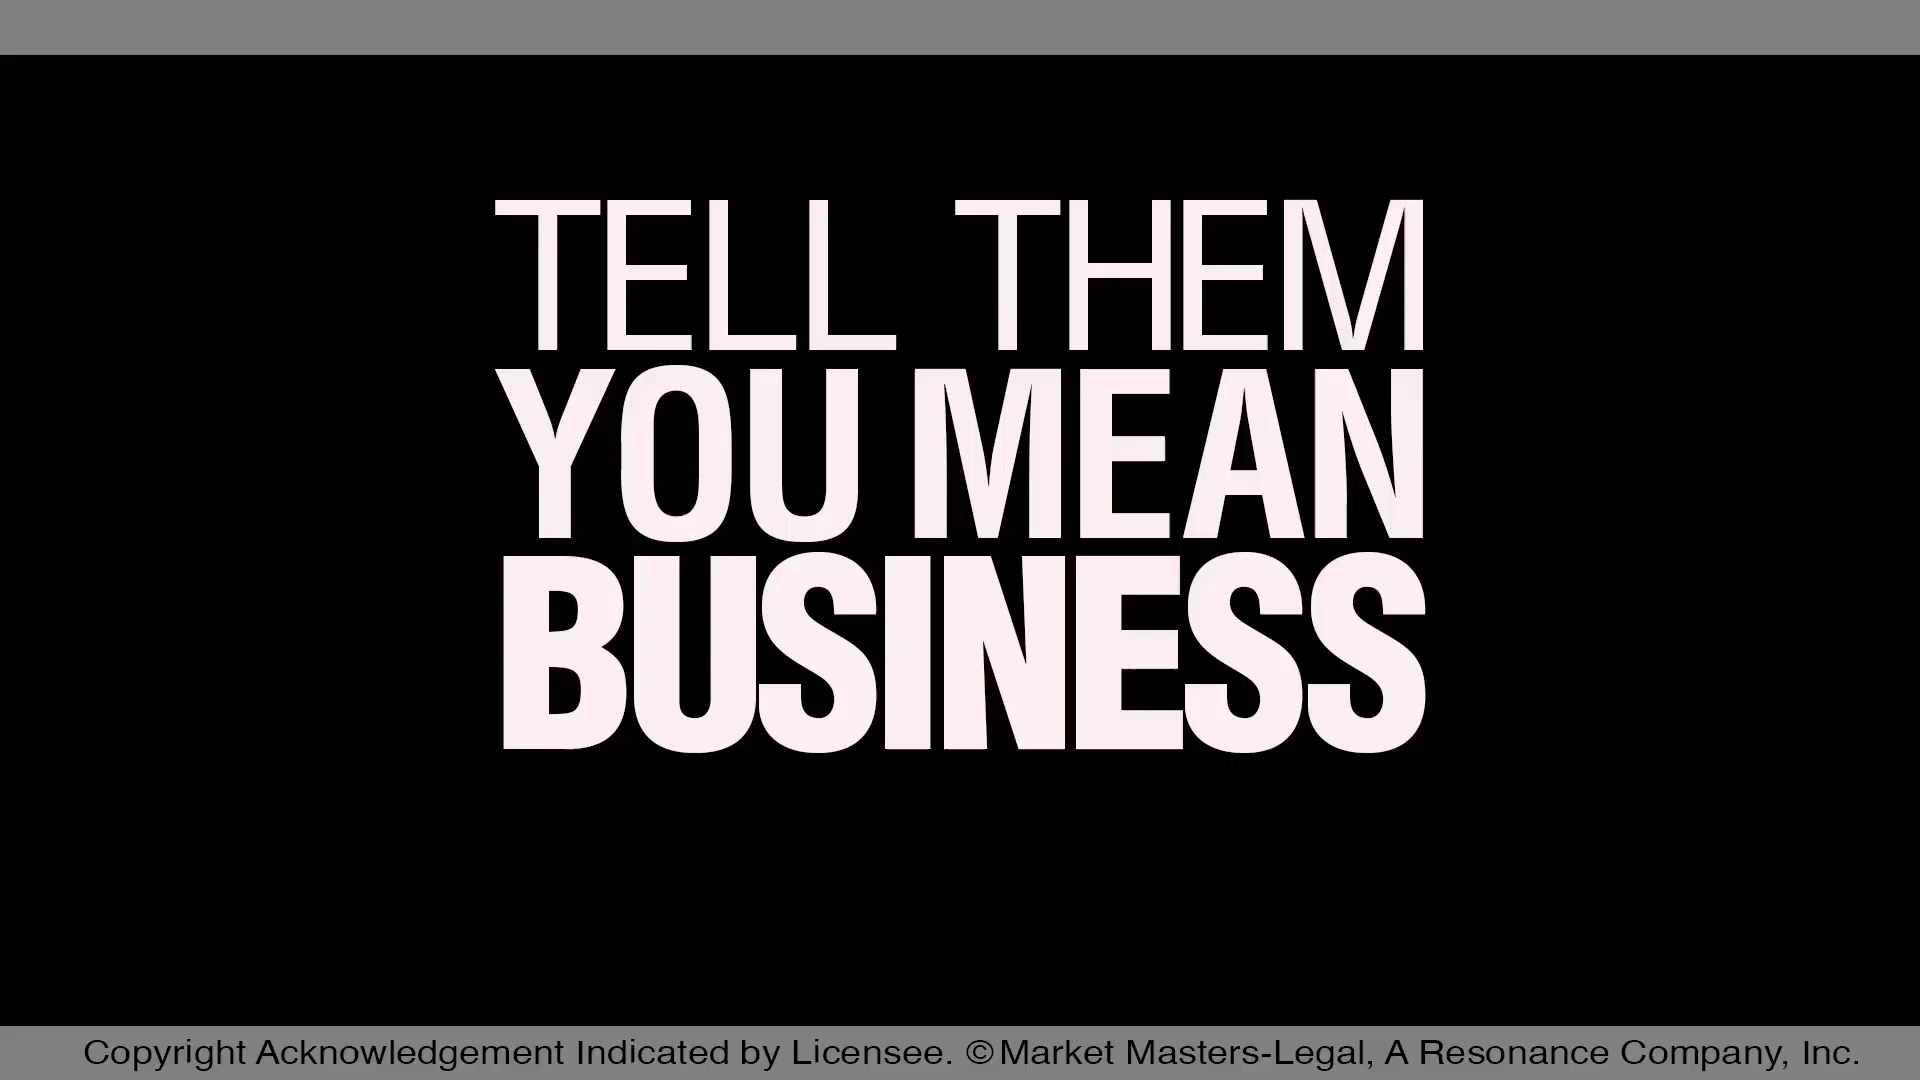 TELL THEM
YOU MEAN
BUSINESS
Copyright Acknowledgement Indicated by Licensee. ©Market Masters-Legal, A Resonance Company, Inc.